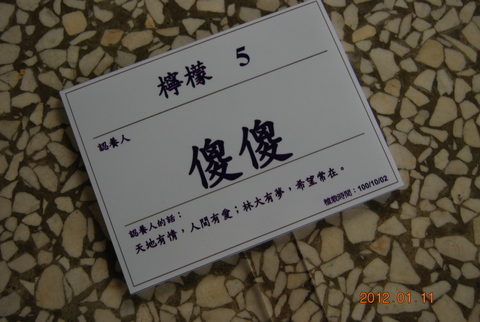 檸檬 5
認養人
傻傻
認養人的話：
天地有情，人間有愛；林大有夢，希望常在。
植栽時間：100/10/02
2012.01.11